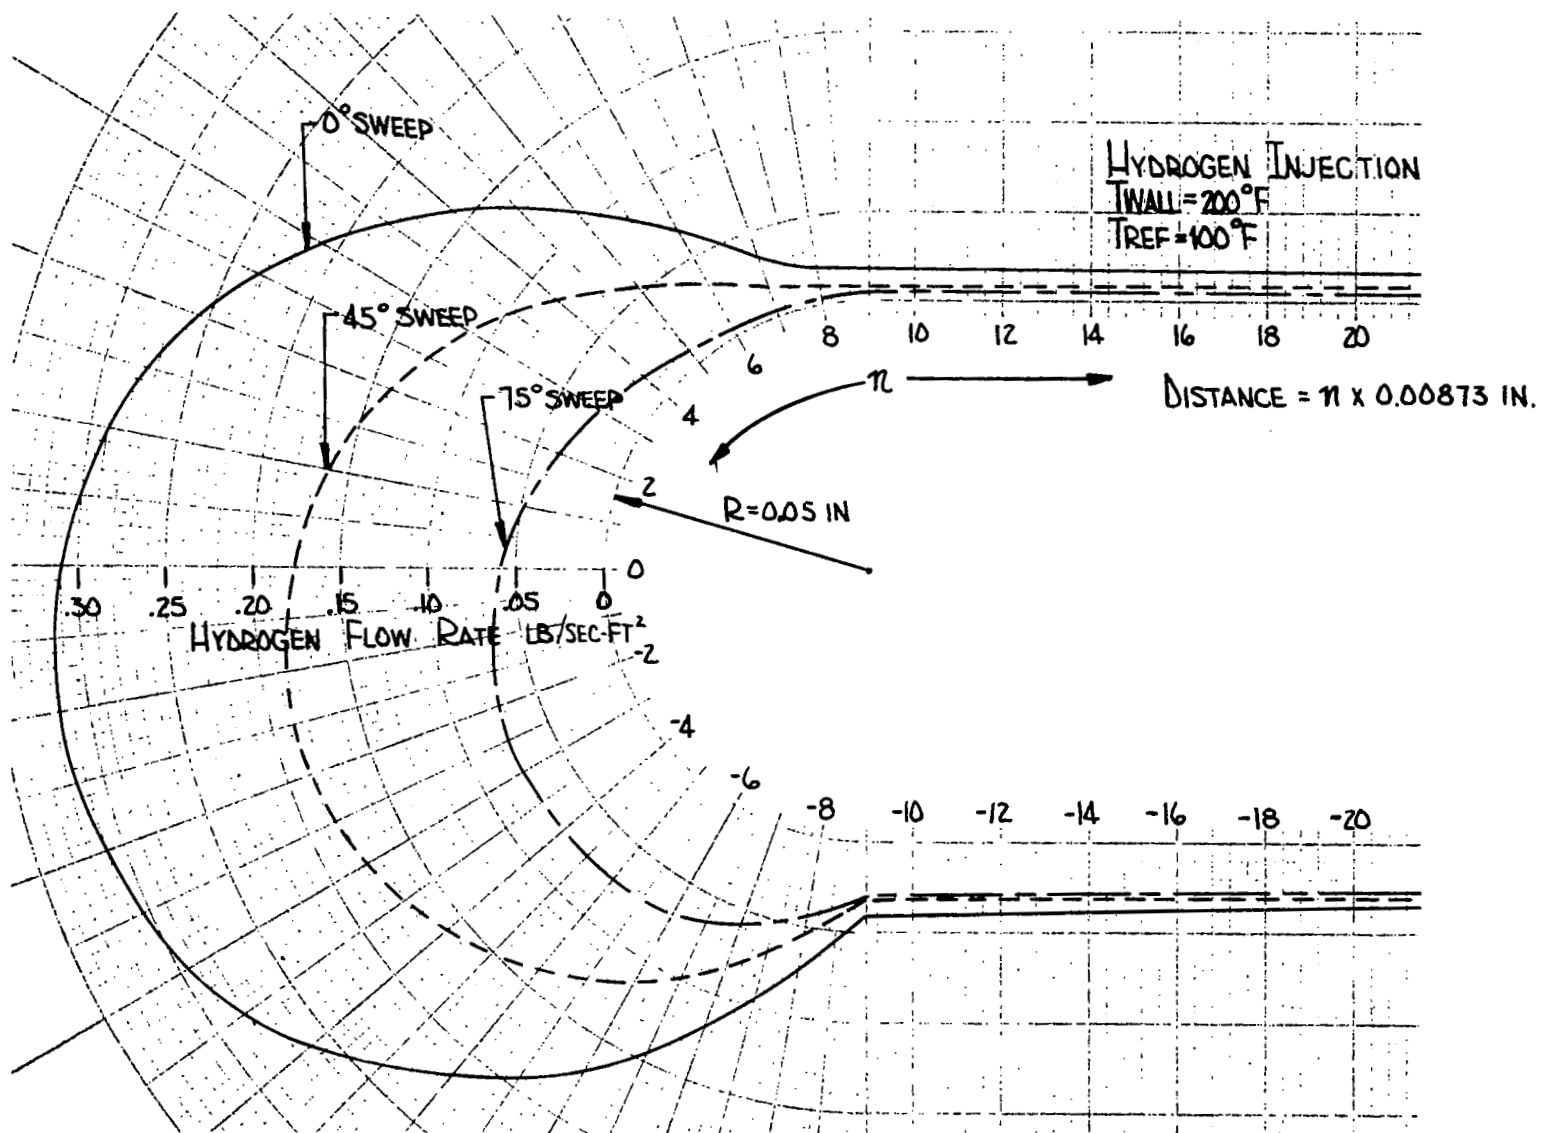 0° SWEEP
HYDROGEN INJECTION
TWALL = 200°F
TREF = 100°F
45° SWEEP
8 10 12 14 16 18 20
6
n
75° SWEEP
DISTANCE = n X 0.00873 IN.
4
2
R=0.05 IN
0
.30 .25 .20 .15 .10 .05 0
HYDROGEN FLOW RATE LB/SEC-FT²
-2
-4
-6
-8 -10 -12 -14 -16 -18 -20